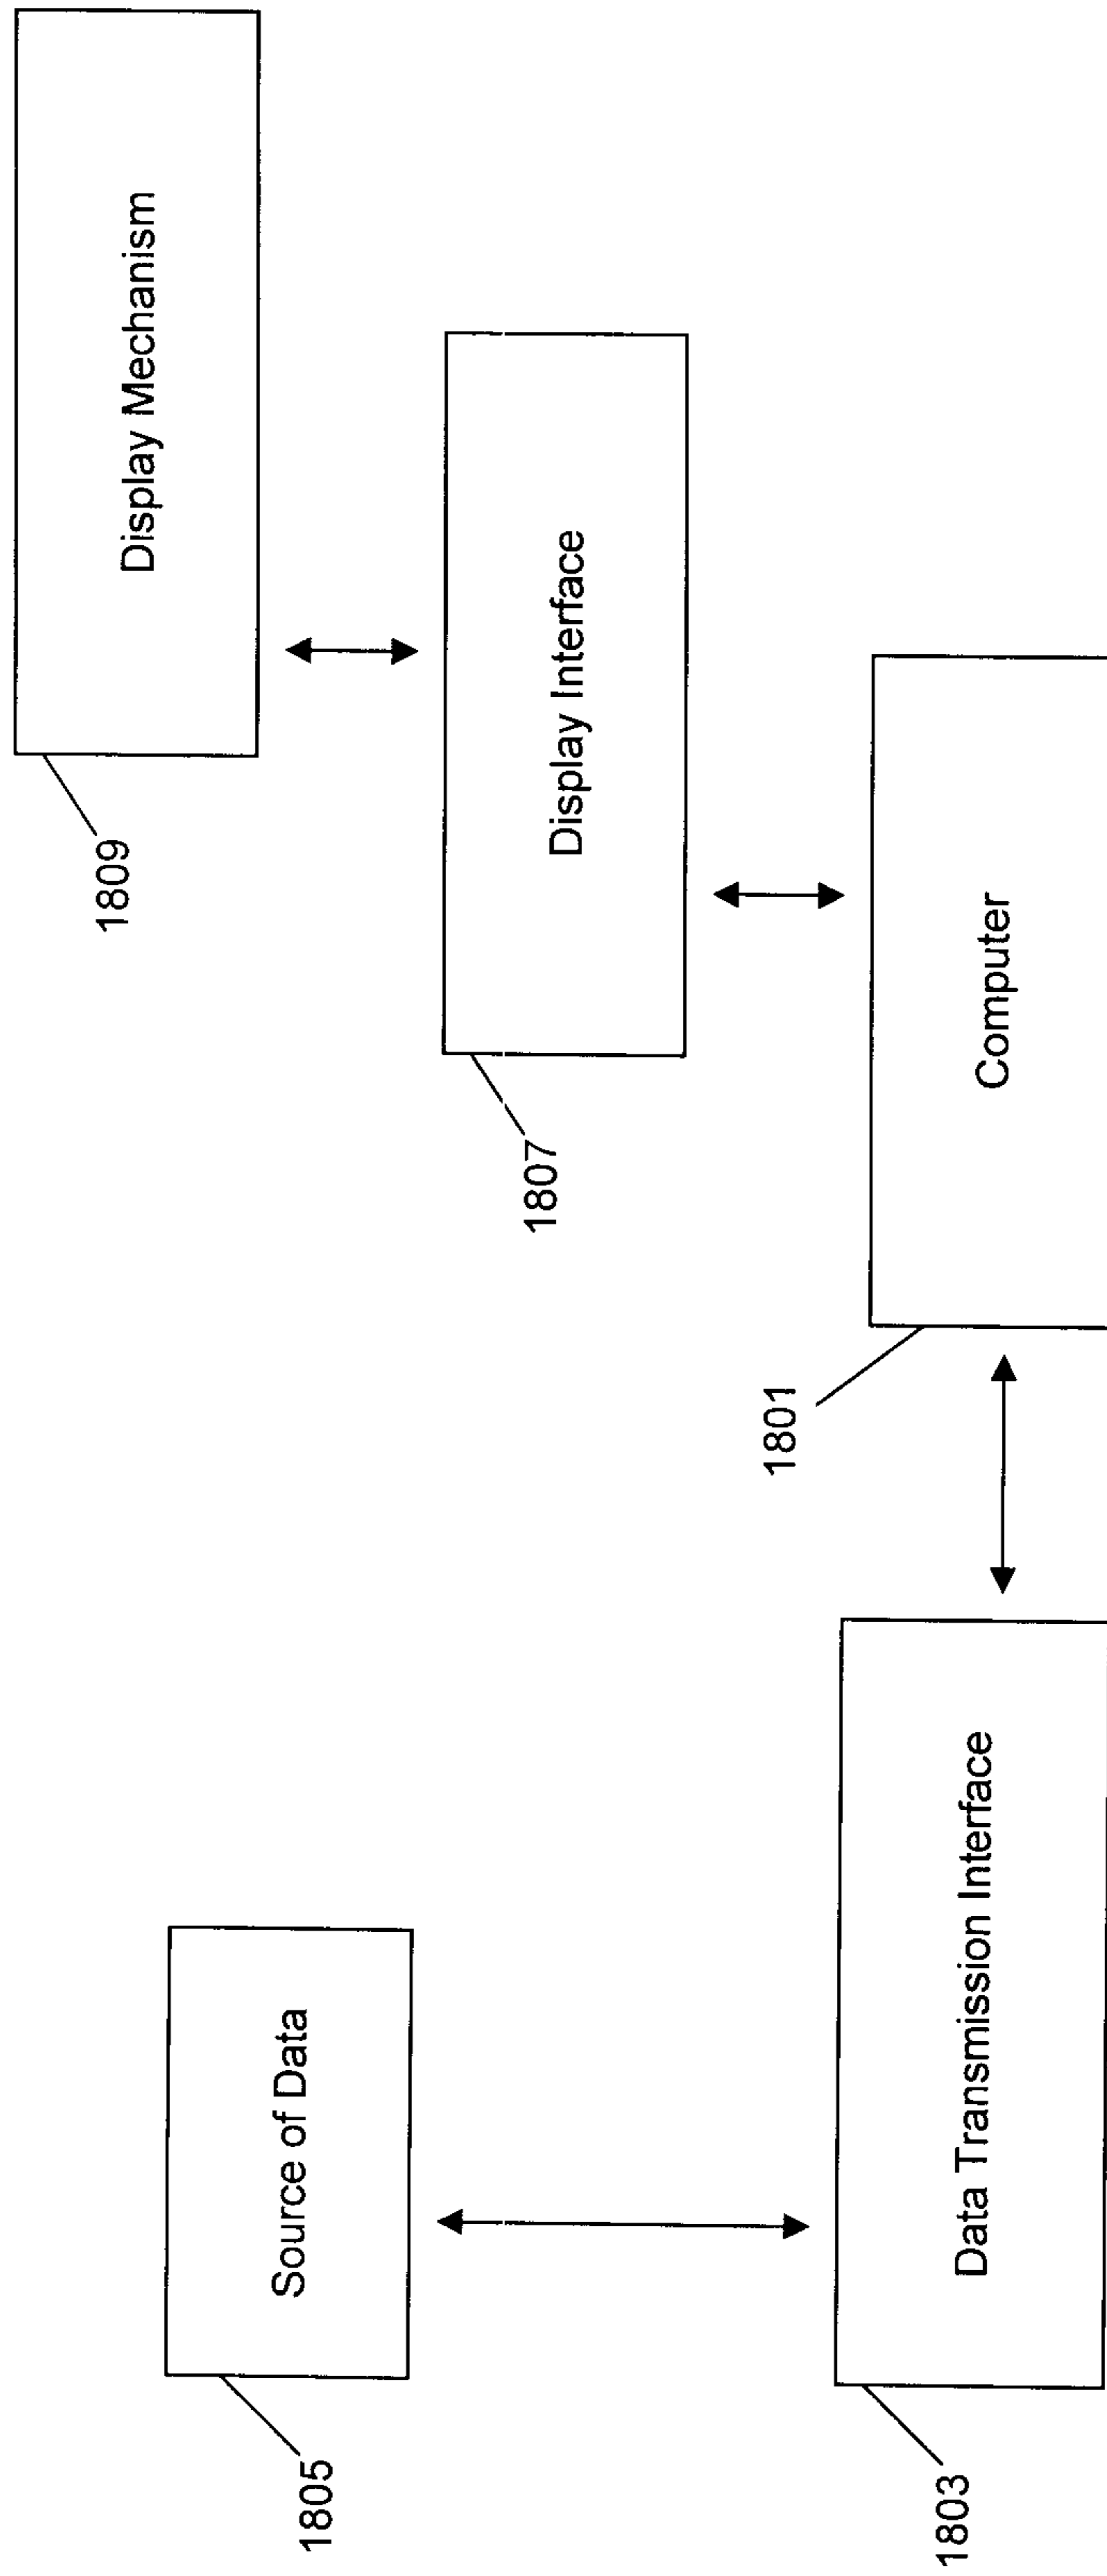 Display Mechanism
1809
Display Interface
1807
Source of Data
1805
Computer
1801
Data Transmission Interface
1803